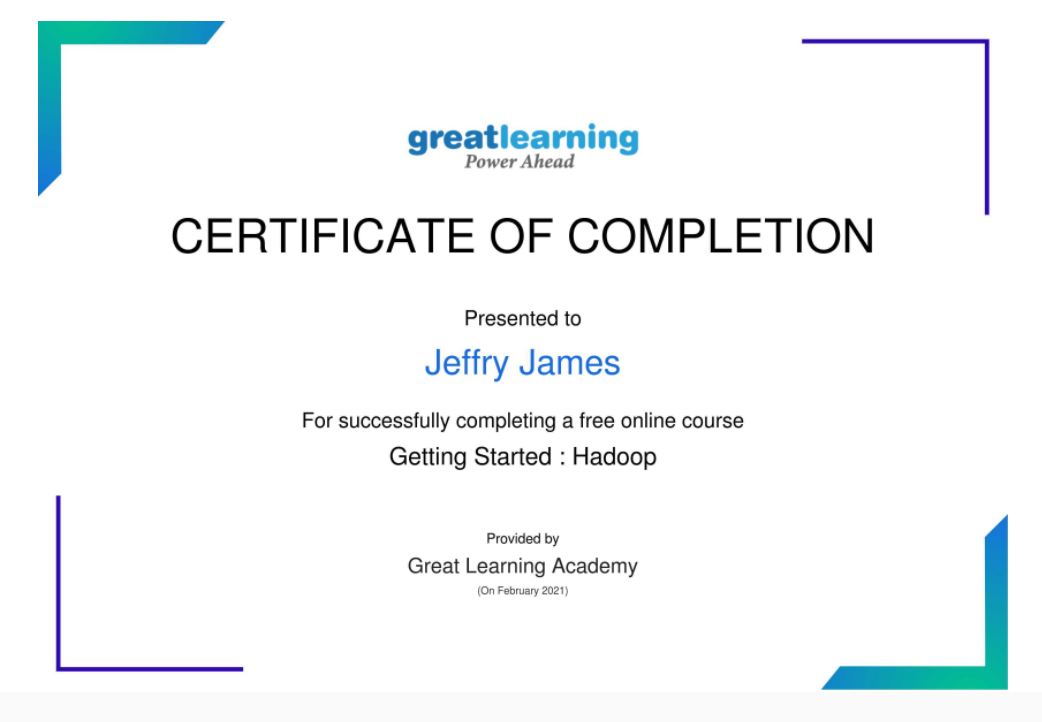 greatlearning
Power Ahead
CERTIFICATE OF COMPLETION
Presented to
Jeffry James
For successfully completing a free online course
Getting Started : Hadoop
Provided by
Great Learning Academy
(On February 2021)